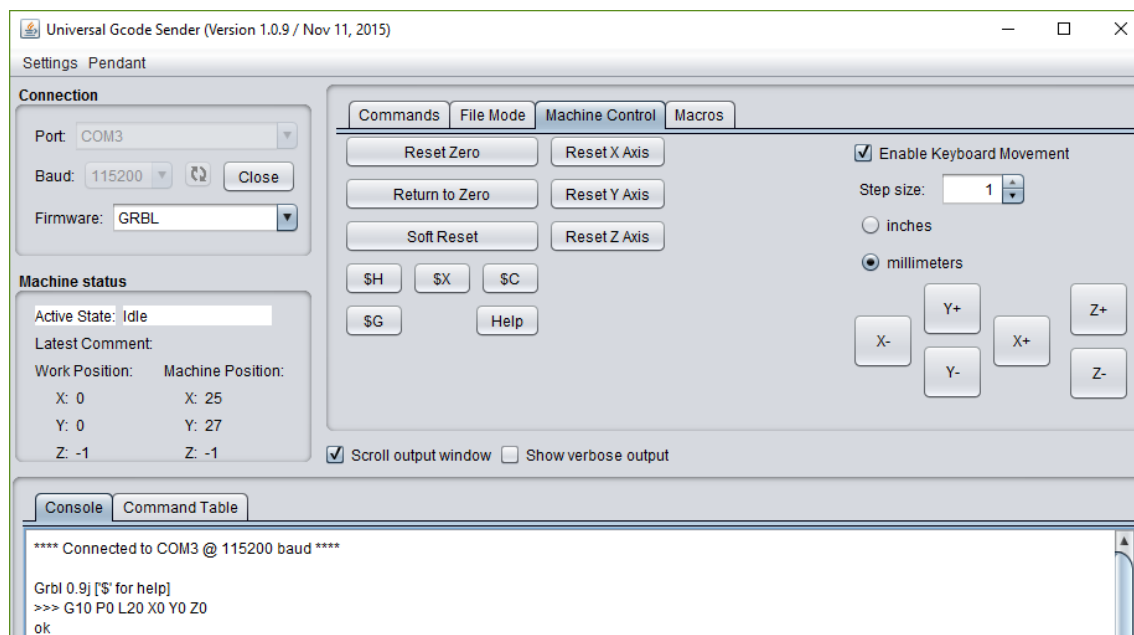 Universal Gcode Sender (Version 1.0.9 / Nov 11, 2015)
Settings Pendant
Connection
Port: COM3
Baud: 115200 Close
Firmware: GRBL
Machine status
Active State: Idle
Latest Comment:
Work Position: Machine Position:
X: 0 X: 25
Y: 0 Y: 27
Z: -1 Z: -1
Commands File Mode Machine Control Macros
Reset Zero Reset X Axis
Return to Zero Reset Y Axis
Soft Reset Reset Z Axis
$H $X $C
$G Help
Enable Keyboard Movement
Step size: 1
inches
millimeters
Y+ Z+
X- X+
Y- Z-
Scroll output window Show verbose output
Console Command Table
**** Connected to COM3 @ 115200 baud ****
Grbl 0.9j ['$' for help]
>>> G10 P0 L20 X0 Y0 Z0
ok